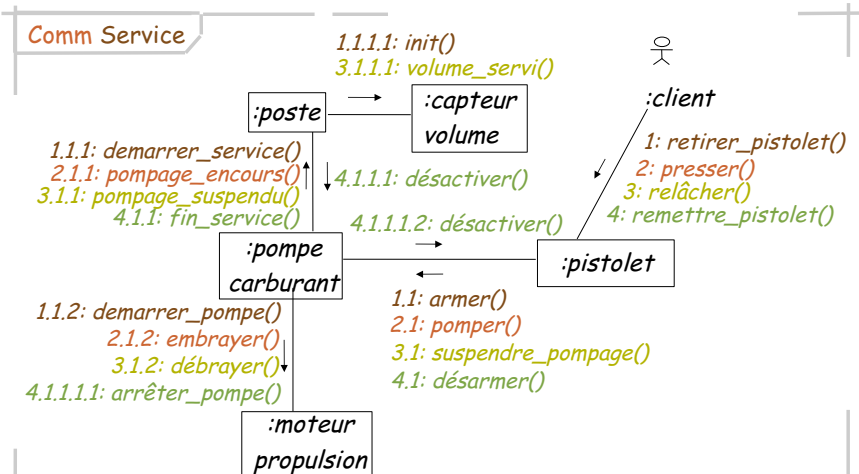 Comm Service
1.1.1.1: init()
3.1.1.1: volume_servi()
:poste
:capteur
volume
:client
1: retirer_pistolet()
2: presser()
3: relâcher()
4: remettre_pistolet()
1.1.1: demarrer_service()
2.1.1: pompage_encours()
3.1.1: pompage_suspendu()
4.1.1: fin_service()
4.1.1.1: désactiver()
4.1.1.1.2: désactiver()
:pompe
carburant
:pistolet
1.1: armer()
2.1: pomper()
3.1: suspendre_pompage()
4.1: désarmer()
1.1.2: demarrer_pompe()
2.1.2: embrayer()
3.1.2: débrayer()
4.1.1.1.1: arrêter_pompe()
:moteur
propulsion